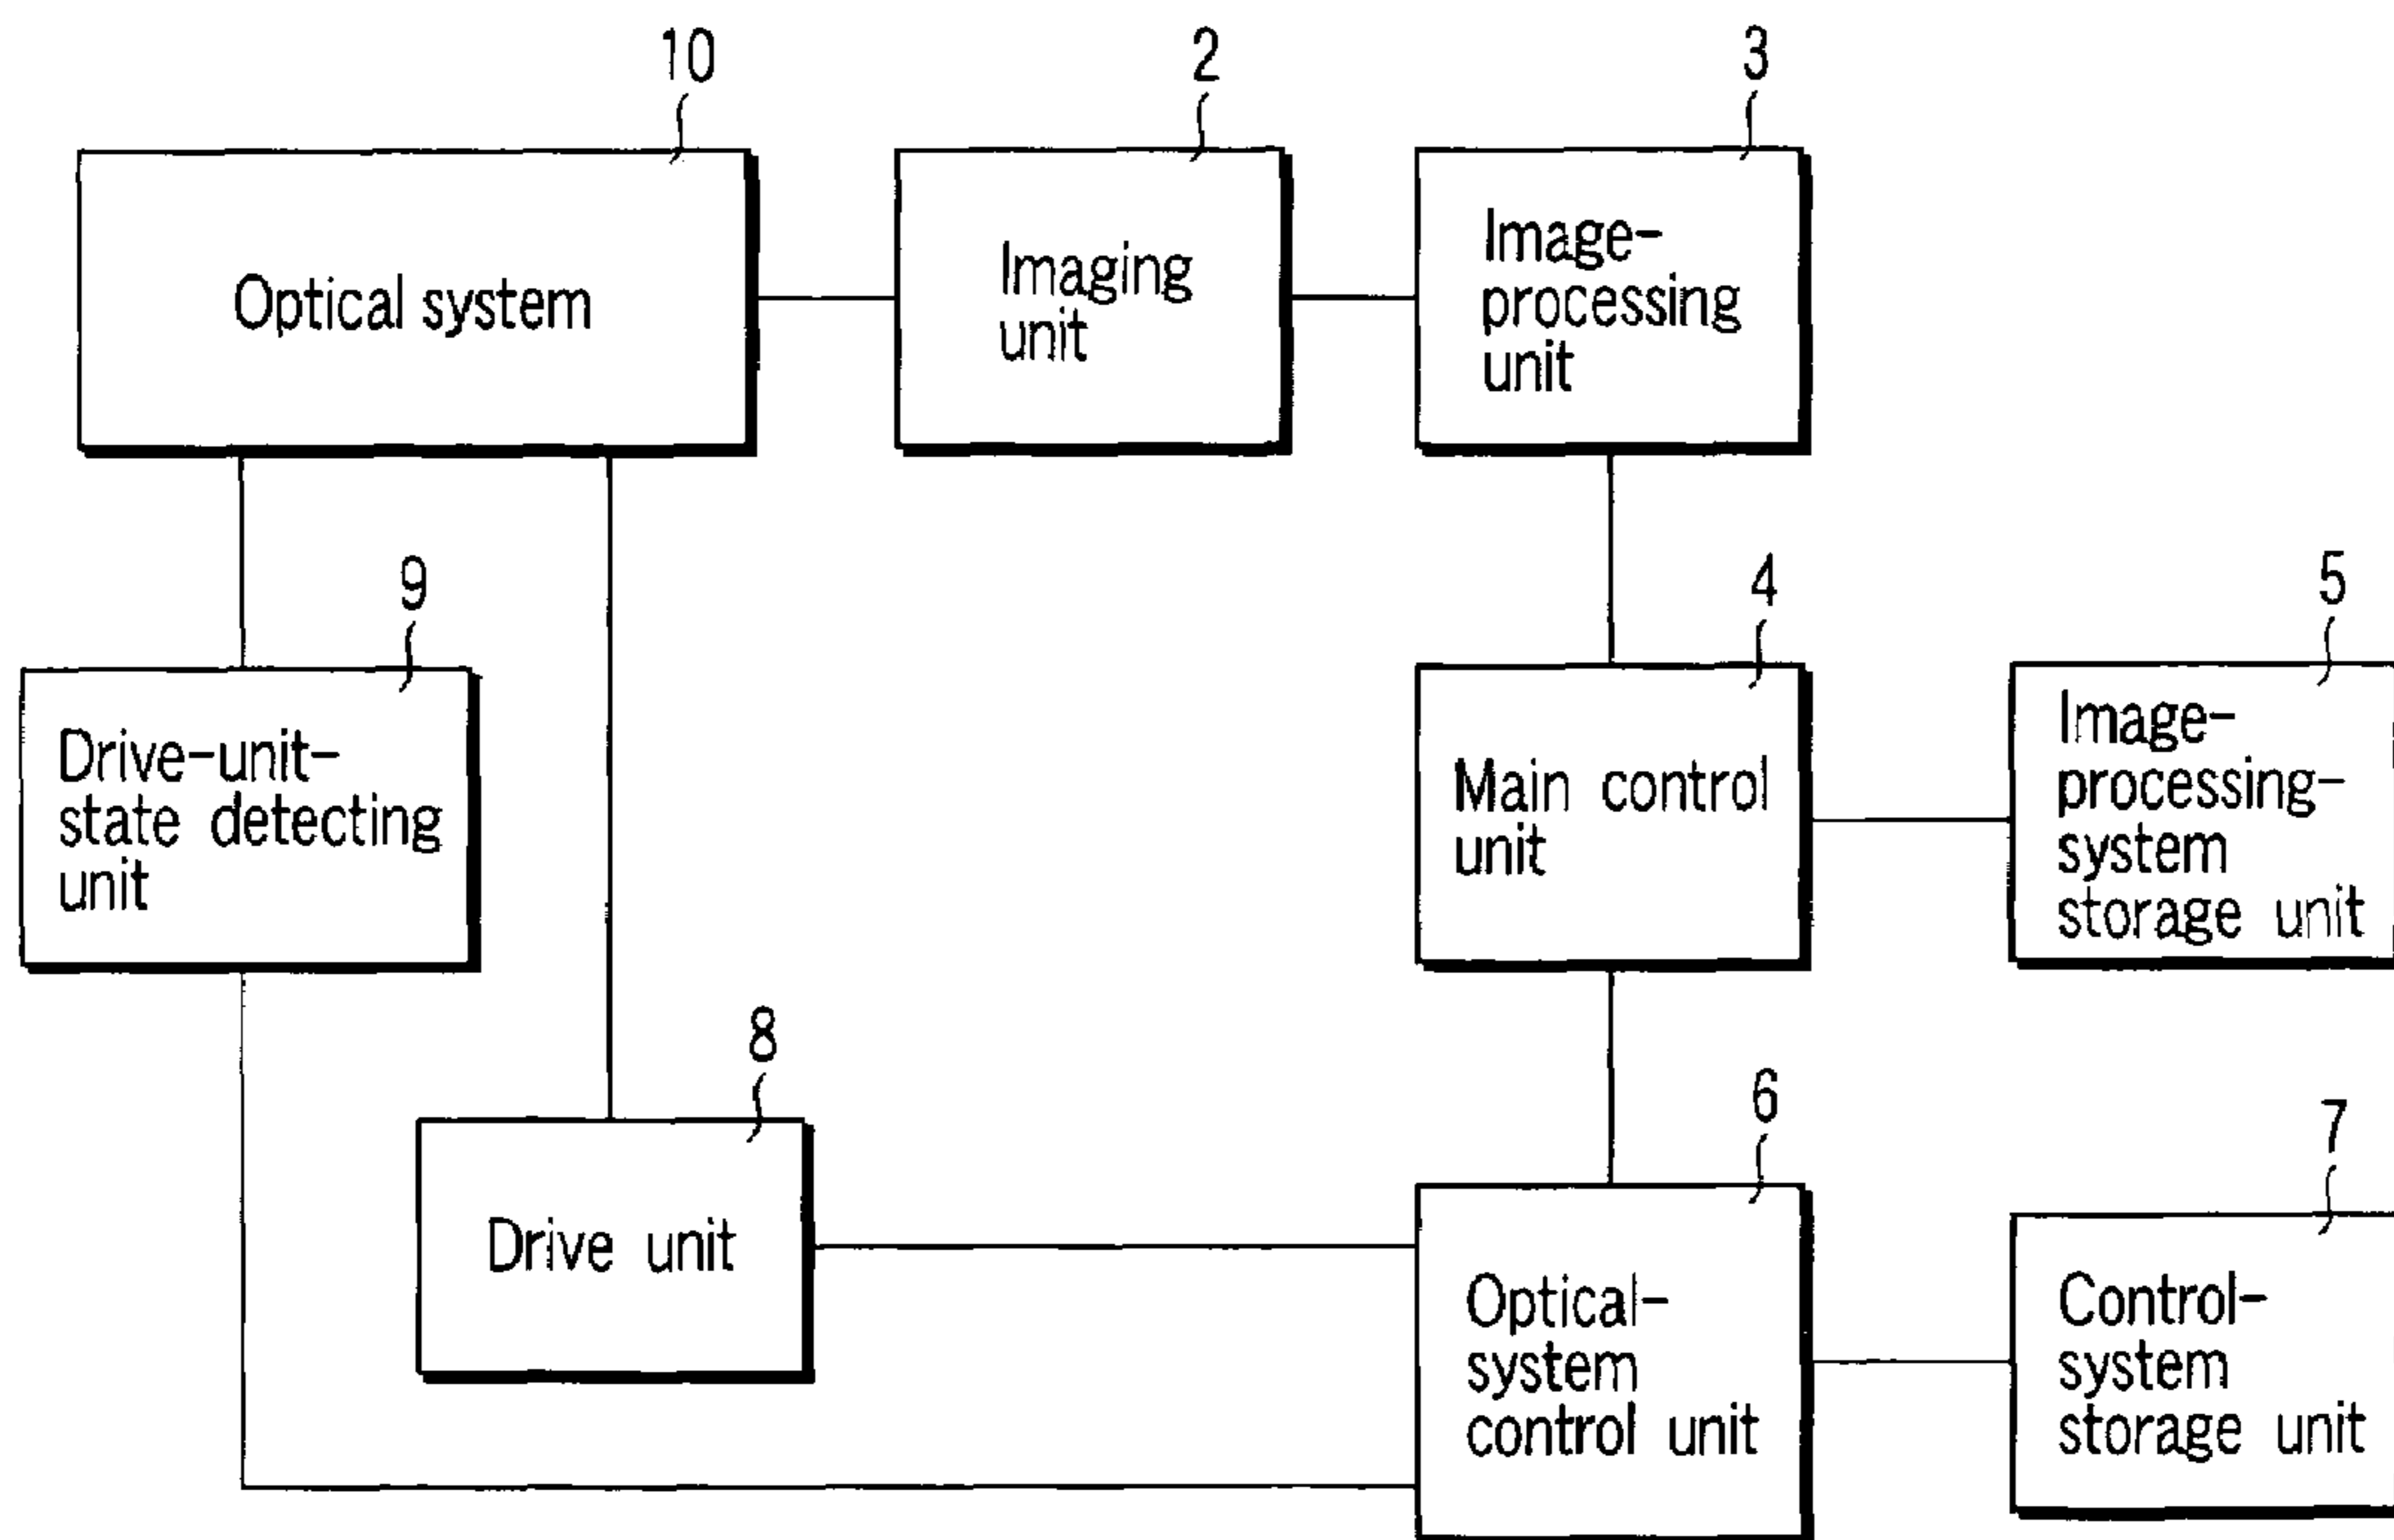 10
Optical system
2
Imaging
unit
3
Image-
processing
unit
9
Drive-unit-
state detecting
unit
4
Main control
unit
5
Image-
processing-
system
storage unit
8
Drive unit
6
Optical-
system
control unit
7
Control-
system
storage unit